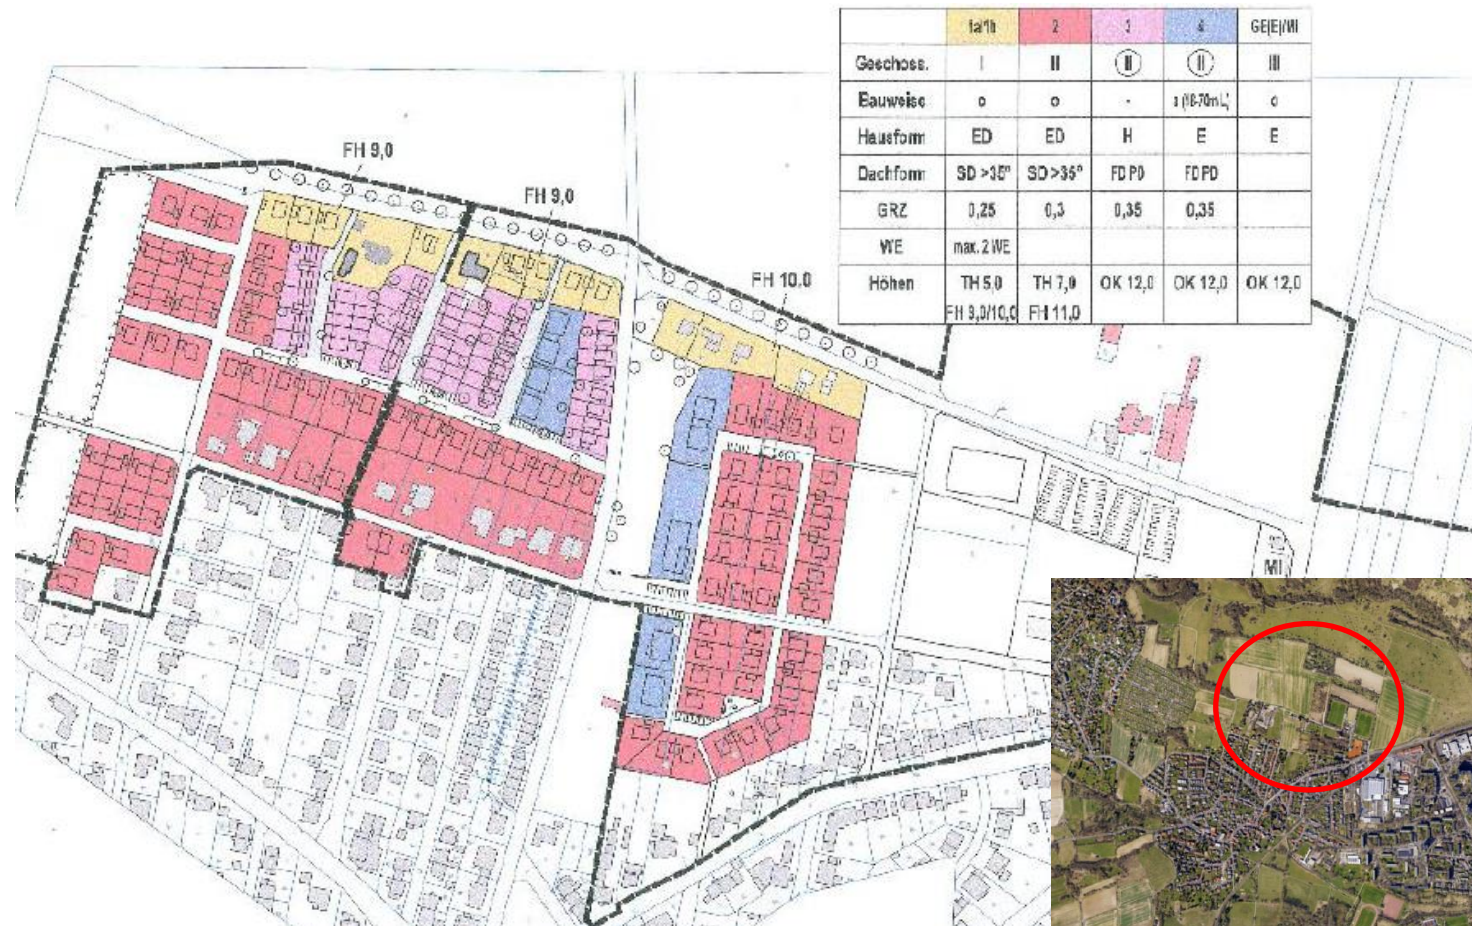 1a/1b 2 3 4 GE(E)/MI
Geschoss. I II III II III
Bauweise o o - a (18-70m L) o
Hausform ED ED H E E
Dachform SD >35° SD >35° FD PD FD PD
GRZ 0,25 0,3 0,35 0,35
WE max. 2 WE
Höhen TH 5,0 TH 7,0 OK 12,0 OK 12,0 OK 12,0
FH 9,0/10,0 FH 11,0
FH 9,0
FH 9,0
FH 10,0
MI